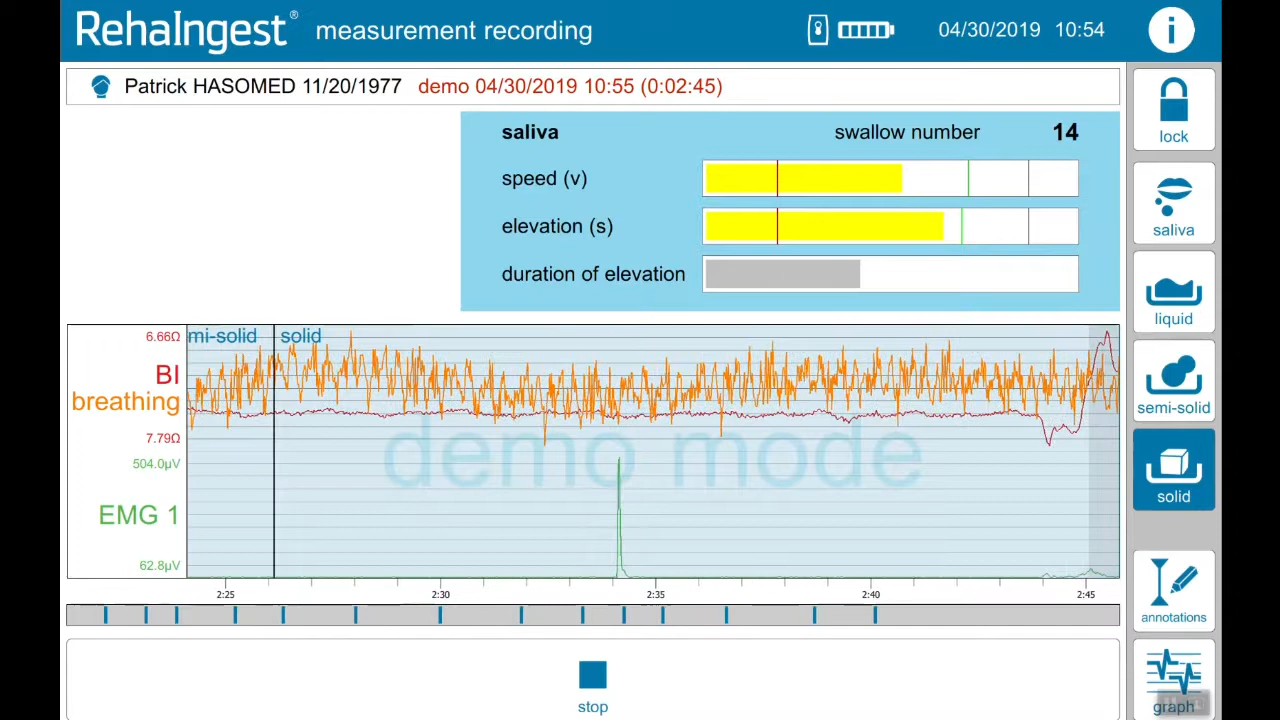 RehaIngest® measurement recording 04/30/2019 10:54 i
Patrick HASOMED 11/20/1977 demo 04/30/2019 10:55 (0:02:45)
lock
saliva swallow number 14
speed (v)
elevation (s)
duration of elevation
saliva
liquid
6.66Ω
mi-solid solid
BI
breathing
7.79Ω
semi-solid
demo mode
504.0µV
EMG 1
62.8µV
solid
2:25 2:30 2:35 2:40 2:45
annotations
stop
graph